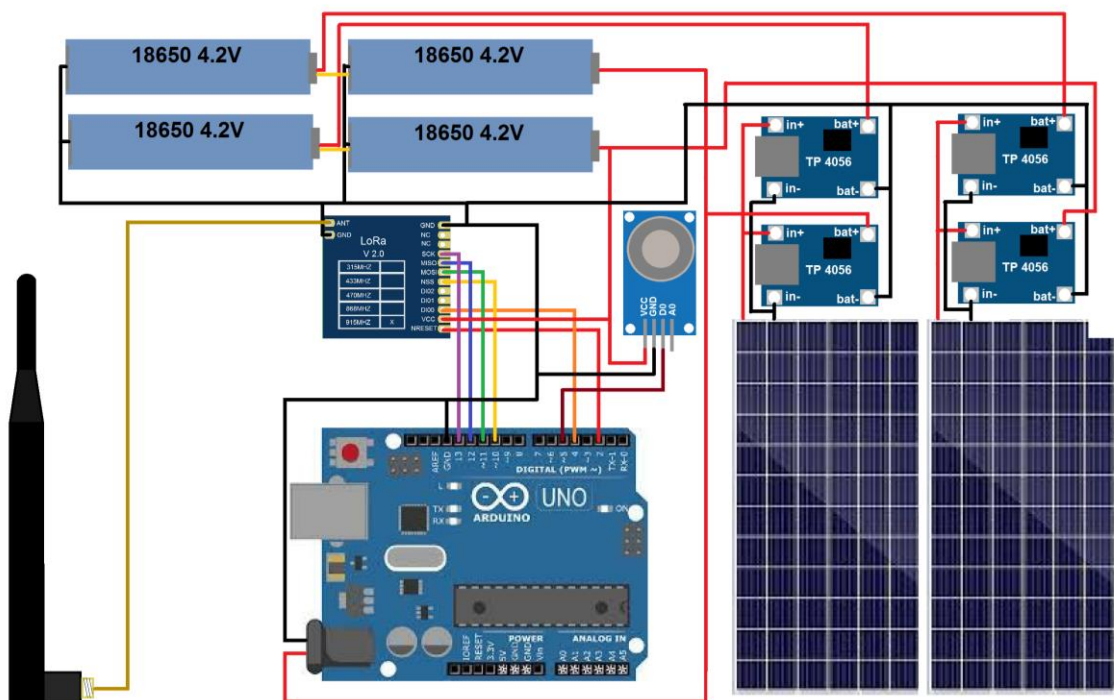 18650 4.2V
18650 4.2V
18650 4.2V
18650 4.2V
in+
bat+
TP 4056
in-
bat-
in+
bat+
TP 4056
in-
bat-
in+
bat+
TP 4056
in-
bat-
in+
bat+
TP 4056
in-
bat-
ANT
GND
LoRa
V 2.0
315MHZ
433MHZ
470MHZ
868MHZ
915MHZ X
GND
NC
NC
SCK
MISO
MOSI
NSS
DIO2
DIO1
DIO0
VCC
NRESET
VCC
GND
D0
A0
AREF
GND
13
12
~11
~10
~9
8
7
~6
~5
4
~3
2
TX-1
RX-0
DIGITAL (PWM ~)
L
TX
RX
ARDUINO
UNO
ON
POWER
ANALOG IN
IOREF
RESET
3.3V
5V
GND
GND
Vin
A0
A1
A2
A3
A4
A5